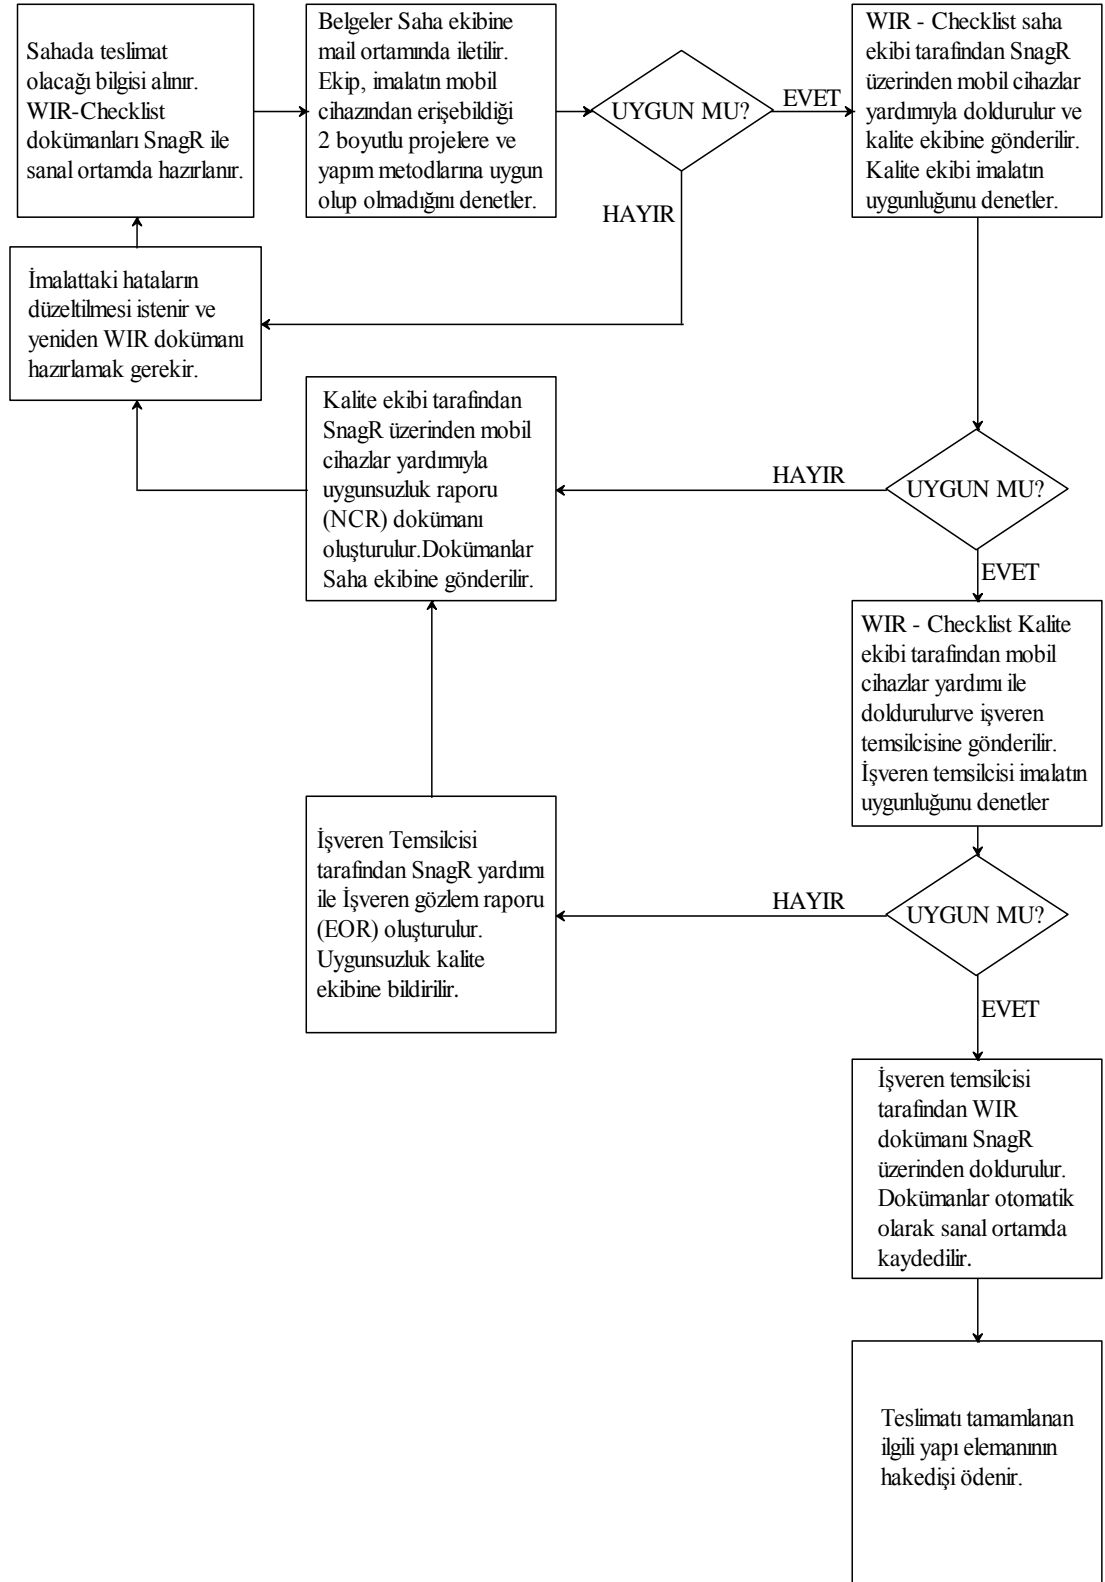 Sahada teslimat
olacağı bilgisi alınır.
WIR-Checklist
dokümanları SnagR ile
sanal ortamda hazırlanır.
Belgeler Saha ekibine
mail ortamında iletilir.
Ekip, imalatın mobil
cihazından erişebildiği
2 boyutlu projelere ve
yapım metodlarına uygun
olup olmadığını denetler.
UYGUN MU?
EVET
HAYIR
WIR - Checklist saha
ekibi tarafından SnagR
üzerinden mobil cihazlar
yardımıyla doldurulur ve
kalite ekibine gönderilir.
Kalite ekibi imalatın
uygunluğunu denetler.
İmalattaki hataların
düzeltilmesi istenir ve
yeniden WIR dokümanı
hazırlamak gerekir.
Kalite ekibi tarafından
SnagR üzerinden mobil
cihazlar yardımıyla
uygunsuzluk raporu
(NCR) dokümanı
oluşturulur.Dokümanlar
Saha ekibine gönderilir.
HAYIR
UYGUN MU?
EVET
WIR - Checklist Kalite
ekibi tarafından mobil
cihazlar yardımı ile
doldurulurve işveren
temsilcisine gönderilir.
İşveren temsilcisi imalatın
uygunluğunu denetler
İşveren Temsilcisi
tarafından SnagR yardımı
ile İşveren gözlem raporu
(EOR) oluşturulur.
Uygunsuzluk kalite
ekibine bildirilir.
HAYIR
UYGUN MU?
EVET
İşveren temsilcisi
tarafından WIR
dokümanı SnagR
üzerinden doldurulur.
Dokümanlar otomatik
olarak sanal ortamda
kaydedilir.
Teslimatı tamamlanan
ilgili yapı elemanının
hakedişi ödenir.